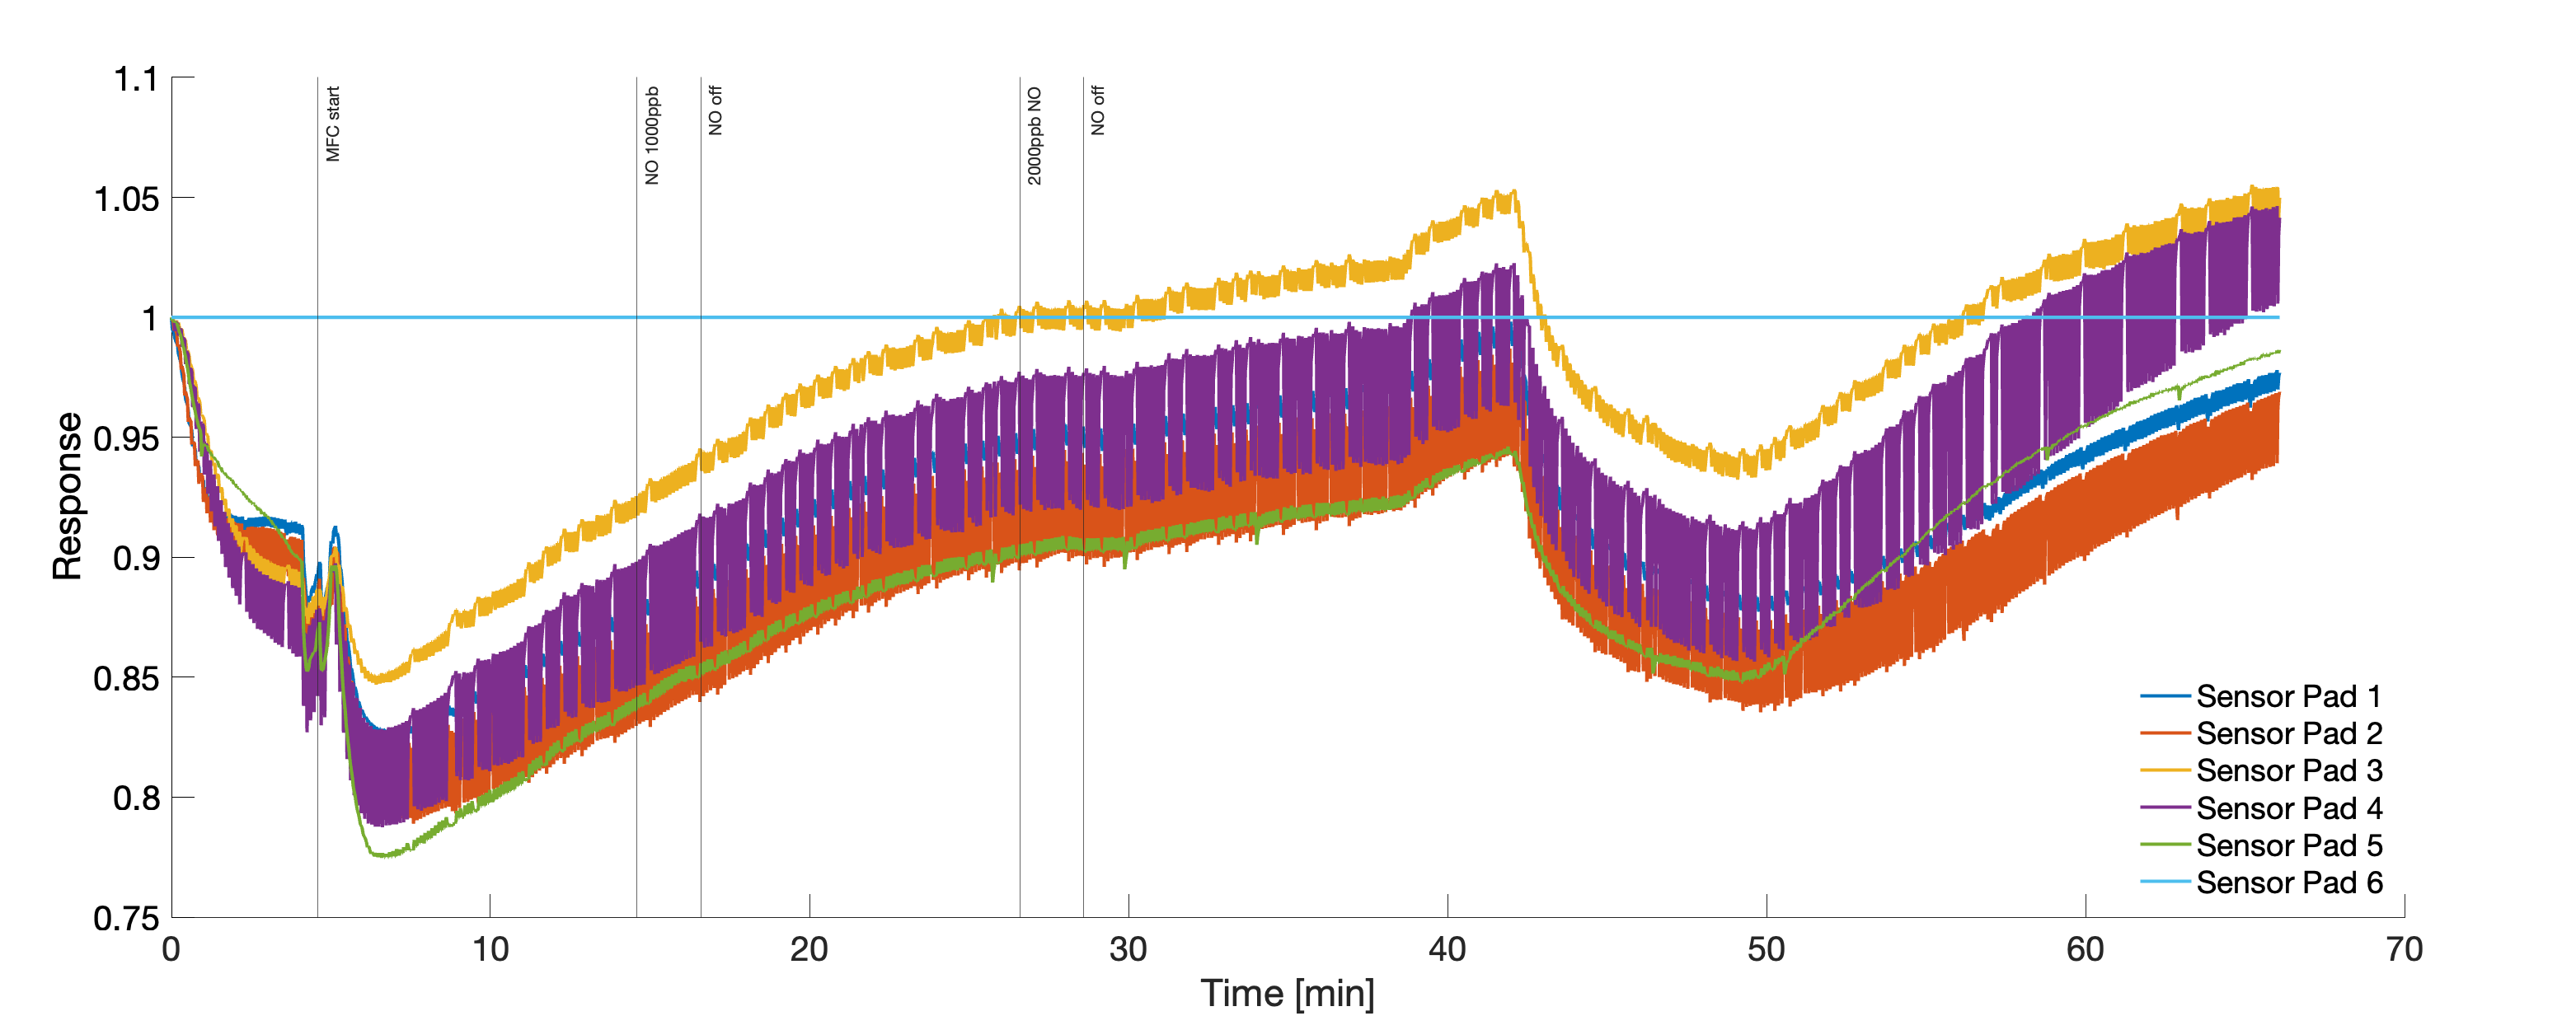 1.1
1.05
1
0.95
0.9
0.85
0.8
0.75
Response
MFC start
NO 1000ppb
NO off
2000ppb NO
NO off
Sensor Pad 1
Sensor Pad 2
Sensor Pad 3
Sensor Pad 4
Sensor Pad 5
Sensor Pad 6
0 10 20 30 40 50 60 70
Time [min]